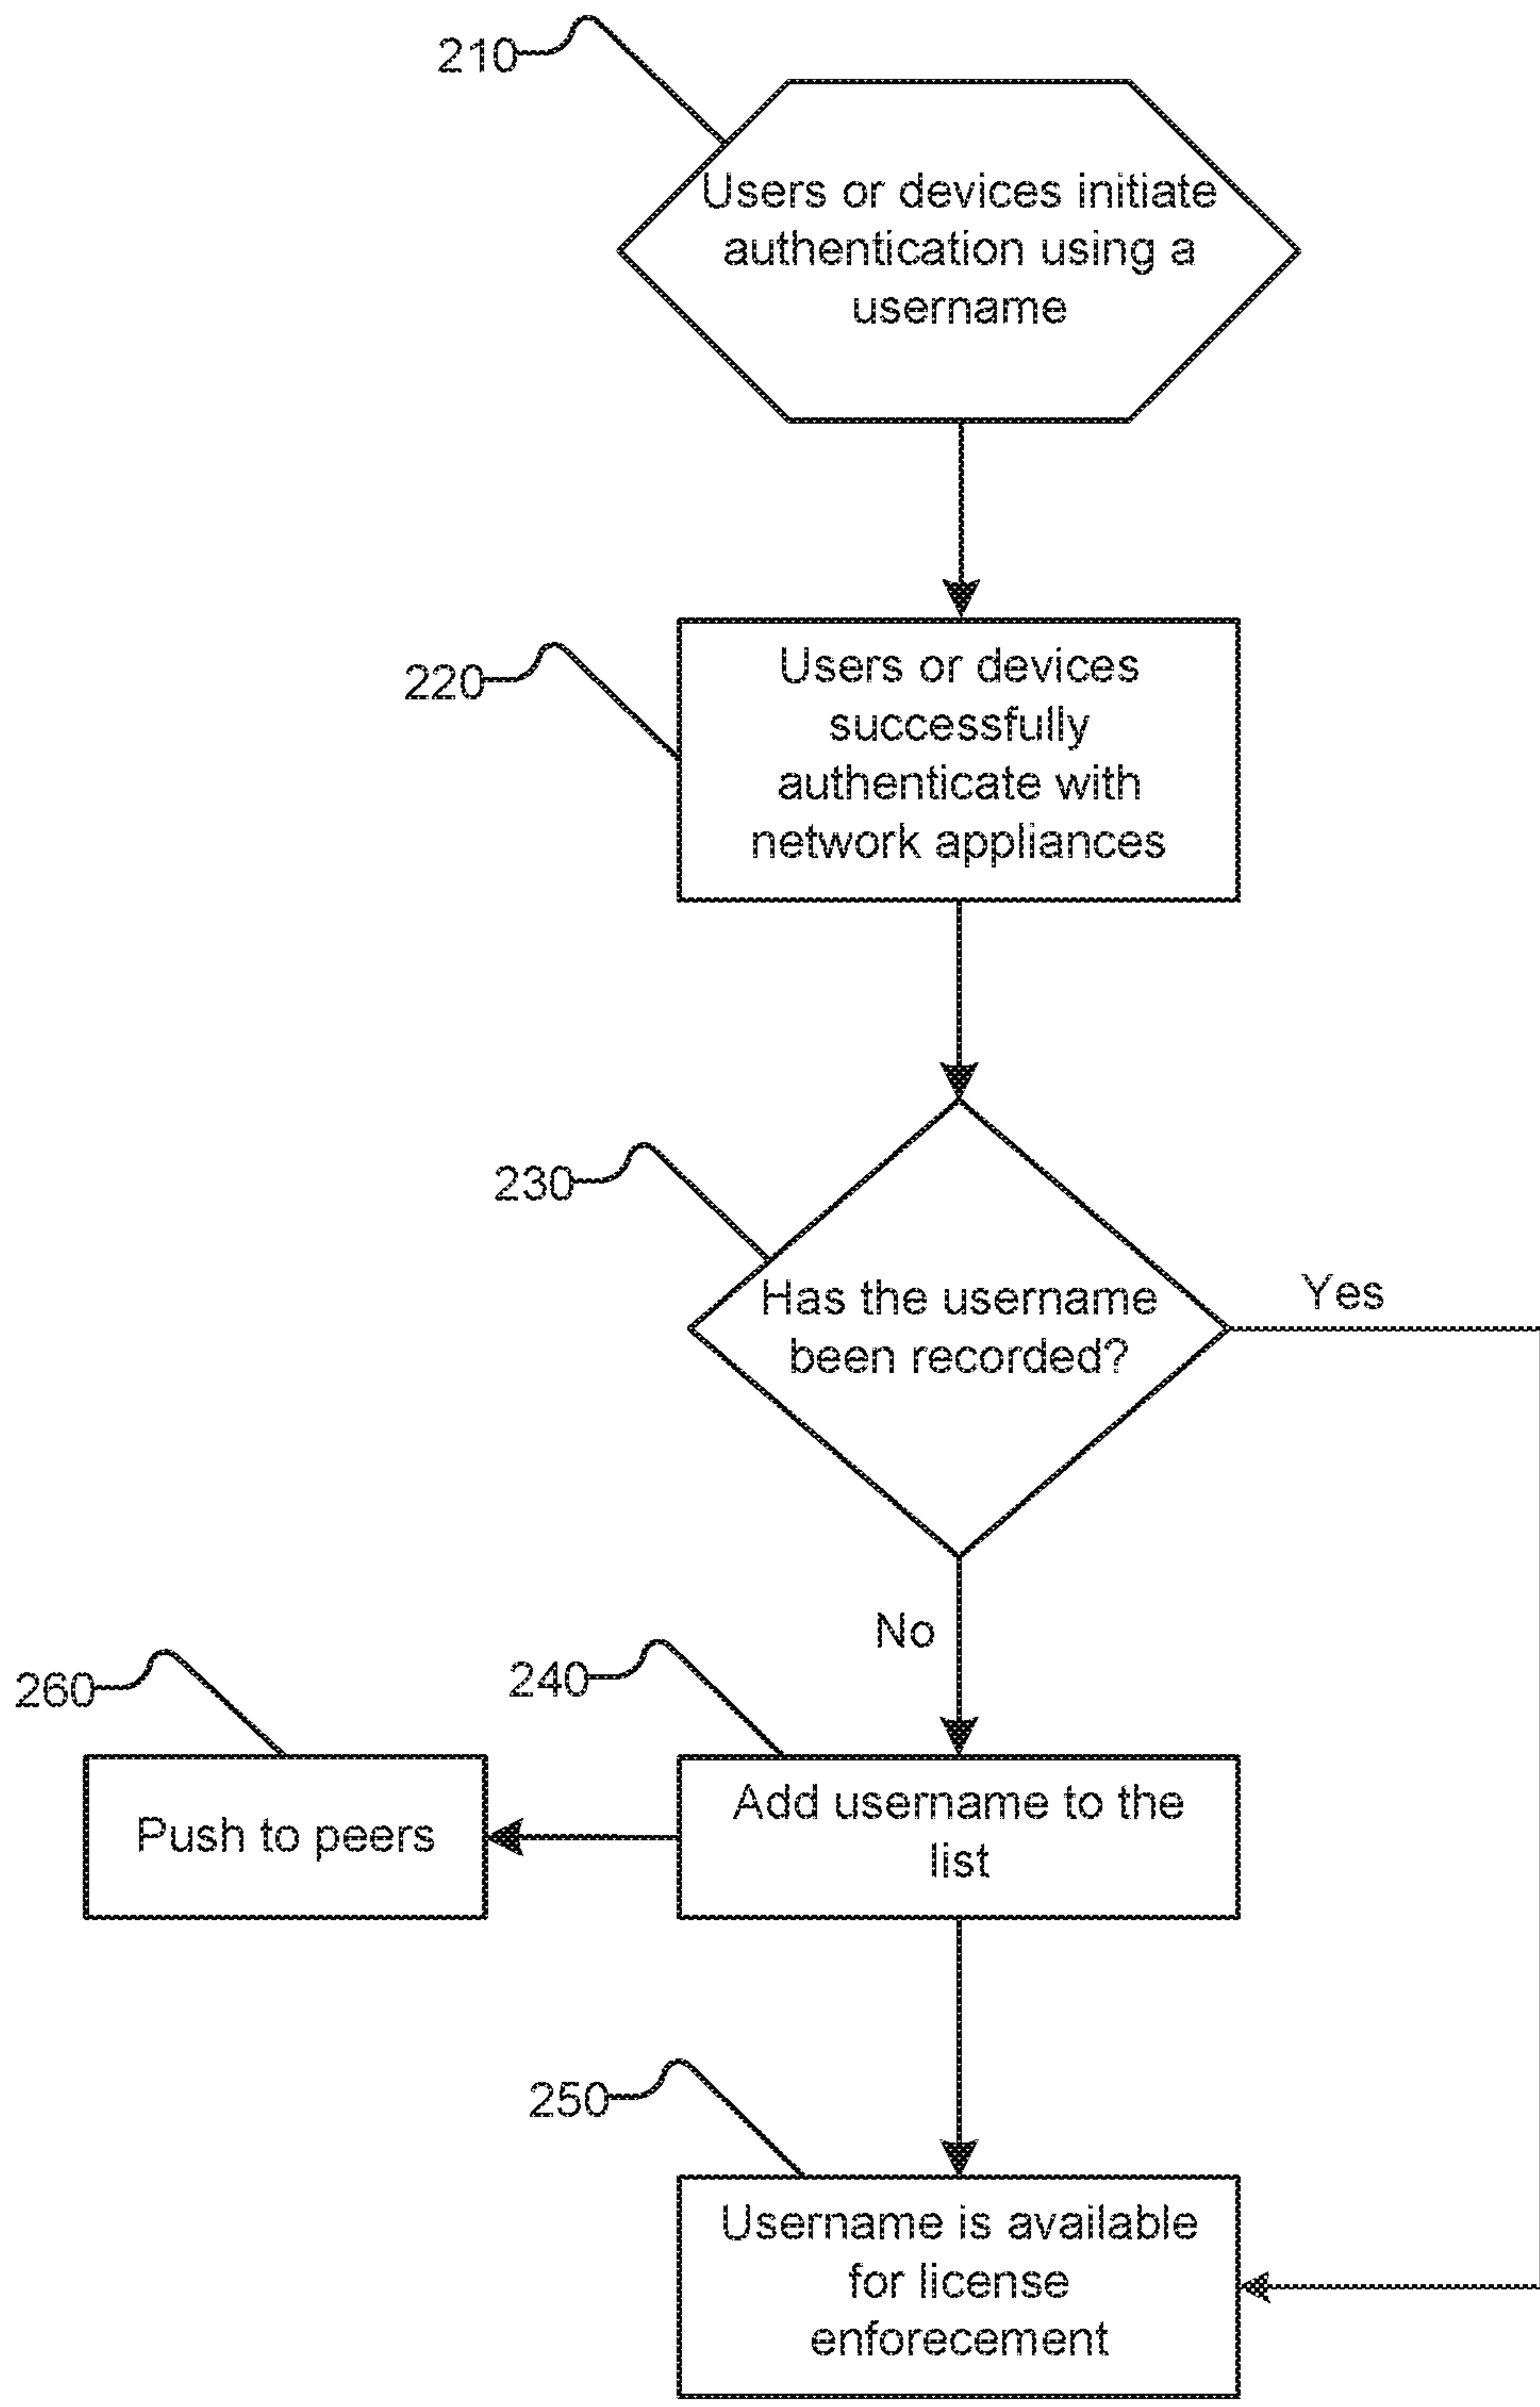 210
Users or devices initiate
authentication using a
username
220
Users or devices
successfully
authenticate with
network appliances
230
Has the username
been recorded?
Yes
No
240
Add username to the
list
260
Push to peers
250
Username is available
for license
enforecement